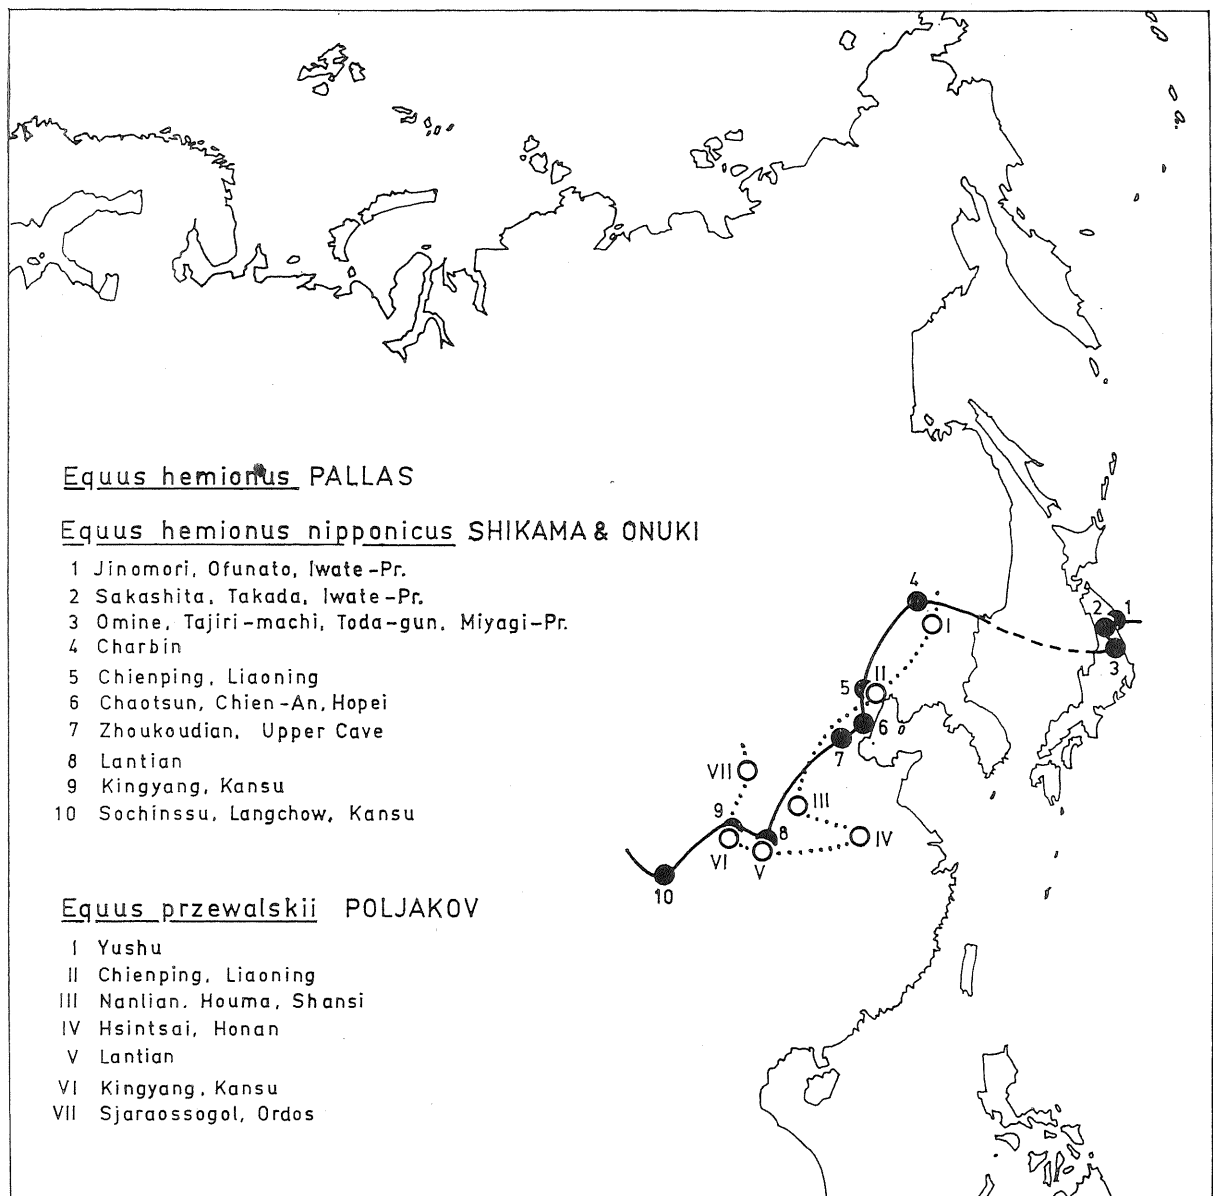 Equus hemionus PALLAS
Equus hemionus nipponicus SHIKAMA & ONUKI
1 Jinomori, Ofunato, Iwate-Pr.
2 Sakashita, Takada, Iwate-Pr.
3 Omine, Tajiri-machi, Toda-gun, Miyagi-Pr.
4 Charbin
5 Chienping, Liaoning
6 Chaotsun, Chien-An, Hopei
7 Zhoukoudian, Upper Cave
8 Lantian
9 Kingyang, Kansu
10 Sochinssu, Langchow, Kansu
Equus przewalskii POLJAKOV
I Yushu
II Chienping, Liaoning
III Nanlian. Houma, Shansi
IV Hsintsai, Honan
V Lantian
VI Kingyang, Kansu
VII Sjaraossogol, Ordos
4
I
2
1
3
5
II
6
7
VII
III
9
8
IV
VI
V
10